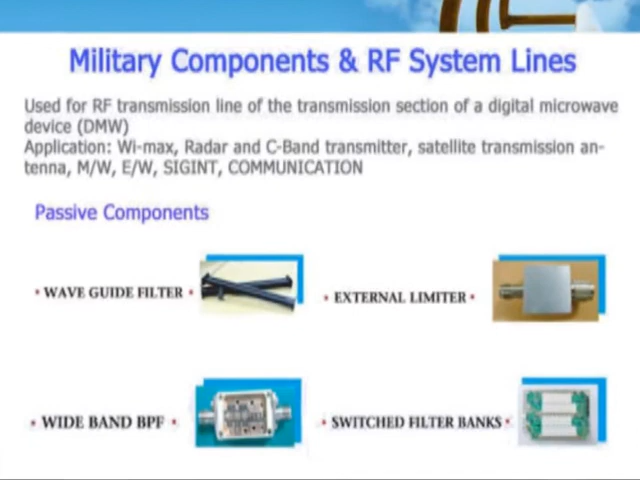 Military Components & RF System Lines
Used for RF transmission line of the transmission section of a digital microwave
device (DMW)
Application: Wi-max, Radar and C-Band transmitter, satellite transmission an-
tenna, M/W, E/W, SIGINT, COMMUNICATION
Passive Components
• WAVE GUIDE FILTER •
• EXTERNAL LIMITER •
• WIDE BAND BPF •
• SWITCHED FILTER BANKS •